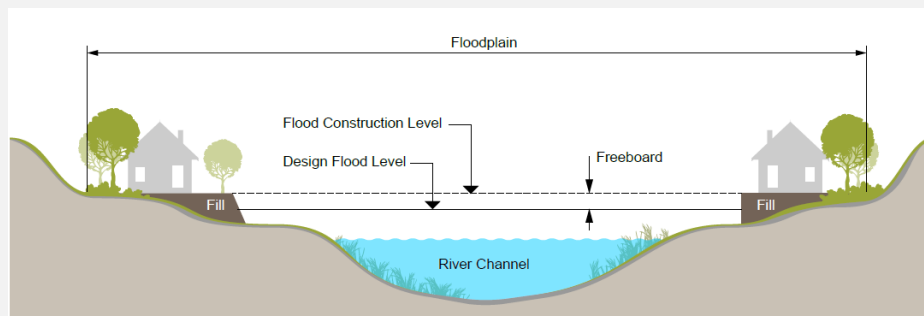 Floodplain
Flood Construction Level
Design Flood Level
Freeboard
Fill
Fill
River Channel